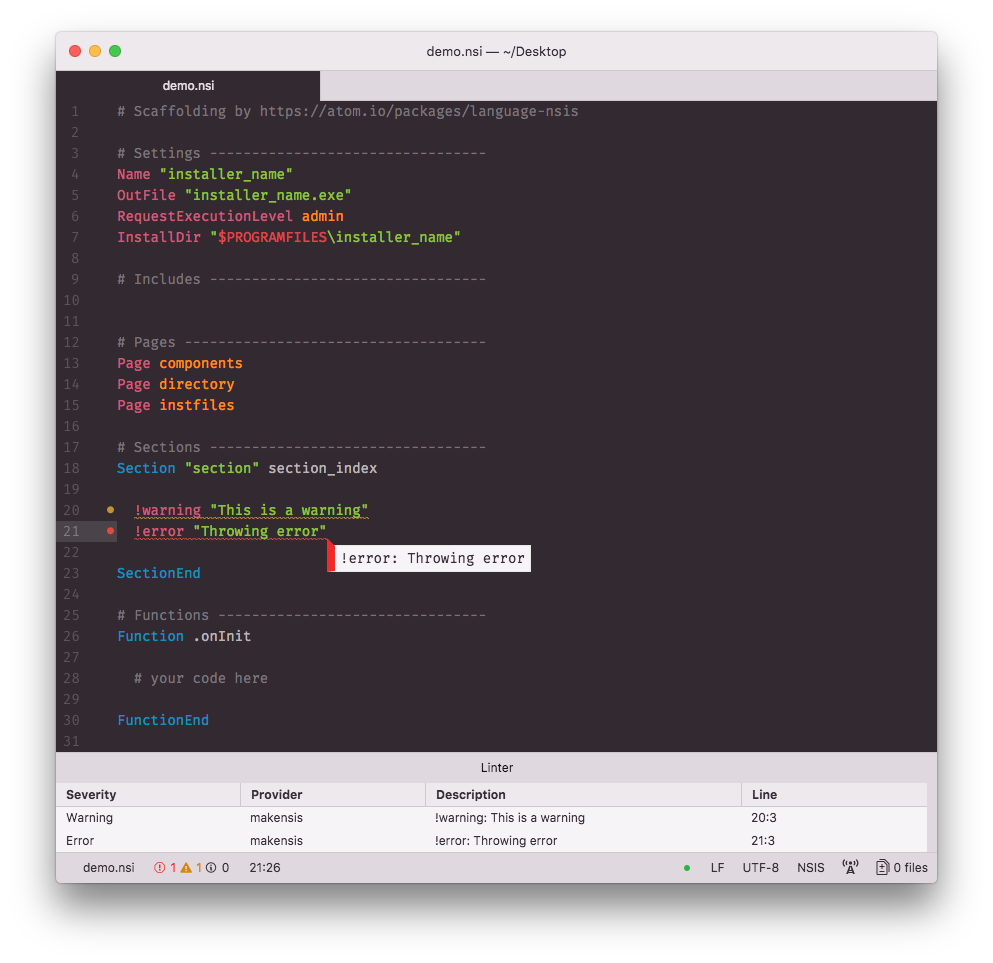 demo.nsi — ~/Desktop
demo.nsi
1 # Scaffolding by https://atom.io/packages/language-nsis
2
3 # Settings ---------------------------------
4 Name "installer_name"
5 OutFile "installer_name.exe"
6 RequestExecutionLevel admin
7 InstallDir "$PROGRAMFILES\installer_name"
8
9 # Includes ---------------------------------
10
11
12 # Pages ------------------------------------
13 Page components
14 Page directory
15 Page instfiles
16
17 # Sections ---------------------------------
18 Section "section" section_index
19
20 !warning "This is a warning"
21 !error "Throwing error"
22
!error: Throwing error
23 SectionEnd
24
25 # Functions --------------------------------
26 Function .onInit
27
28 # your code here
29
30 FunctionEnd
31
Linter
Severity Provider Description Line
Warning makensis !warning: This is a warning 20:3
Error makensis !error: Throwing error 21:3
demo.nsi 1 1 0 21:26 LF UTF-8 NSIS 0 files